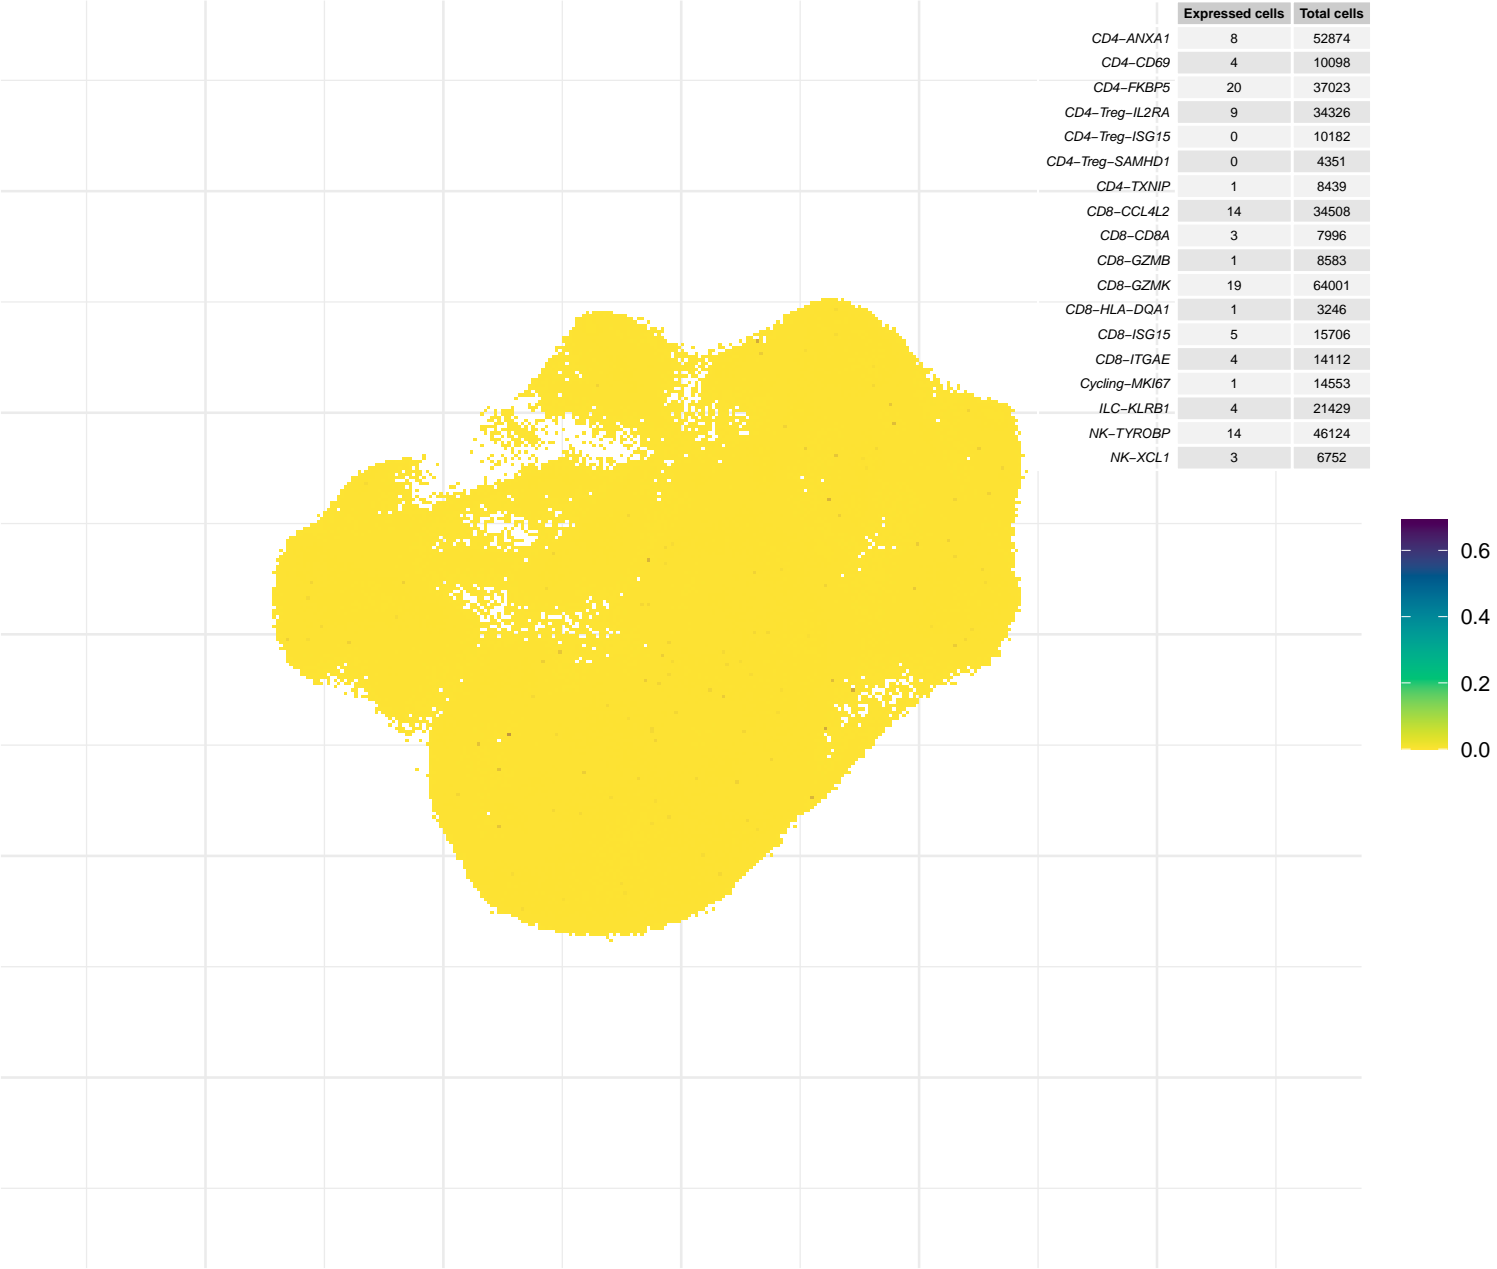 Expressed cells Total cells
CD4−ANXA1 8 52874
CD4−CD69 4 10098
CD4−FKBP5 20 37023
CD4−Treg−IL2RA 9 34326
CD4−Treg−ISG15 0 10182
CD4−Treg−SAMHD1 0 4351
CD4−TXNIP 1 8439
CD8−CCL4L2 14 34508
CD8−CD8A 3 7996
CD8−GZMB 1 8583
CD8−GZMK 19 64001
CD8−HLA−DQA1 1 3246
CD8−ISG15 5 15706
CD8−ITGAE 4 14112
Cycling−MKI67 1 14553
ILC−KLRB1 4 21429
NK−TYROBP 14 46124
NK−XCL1 3 6752
0.6
0.4
0.2
0.0